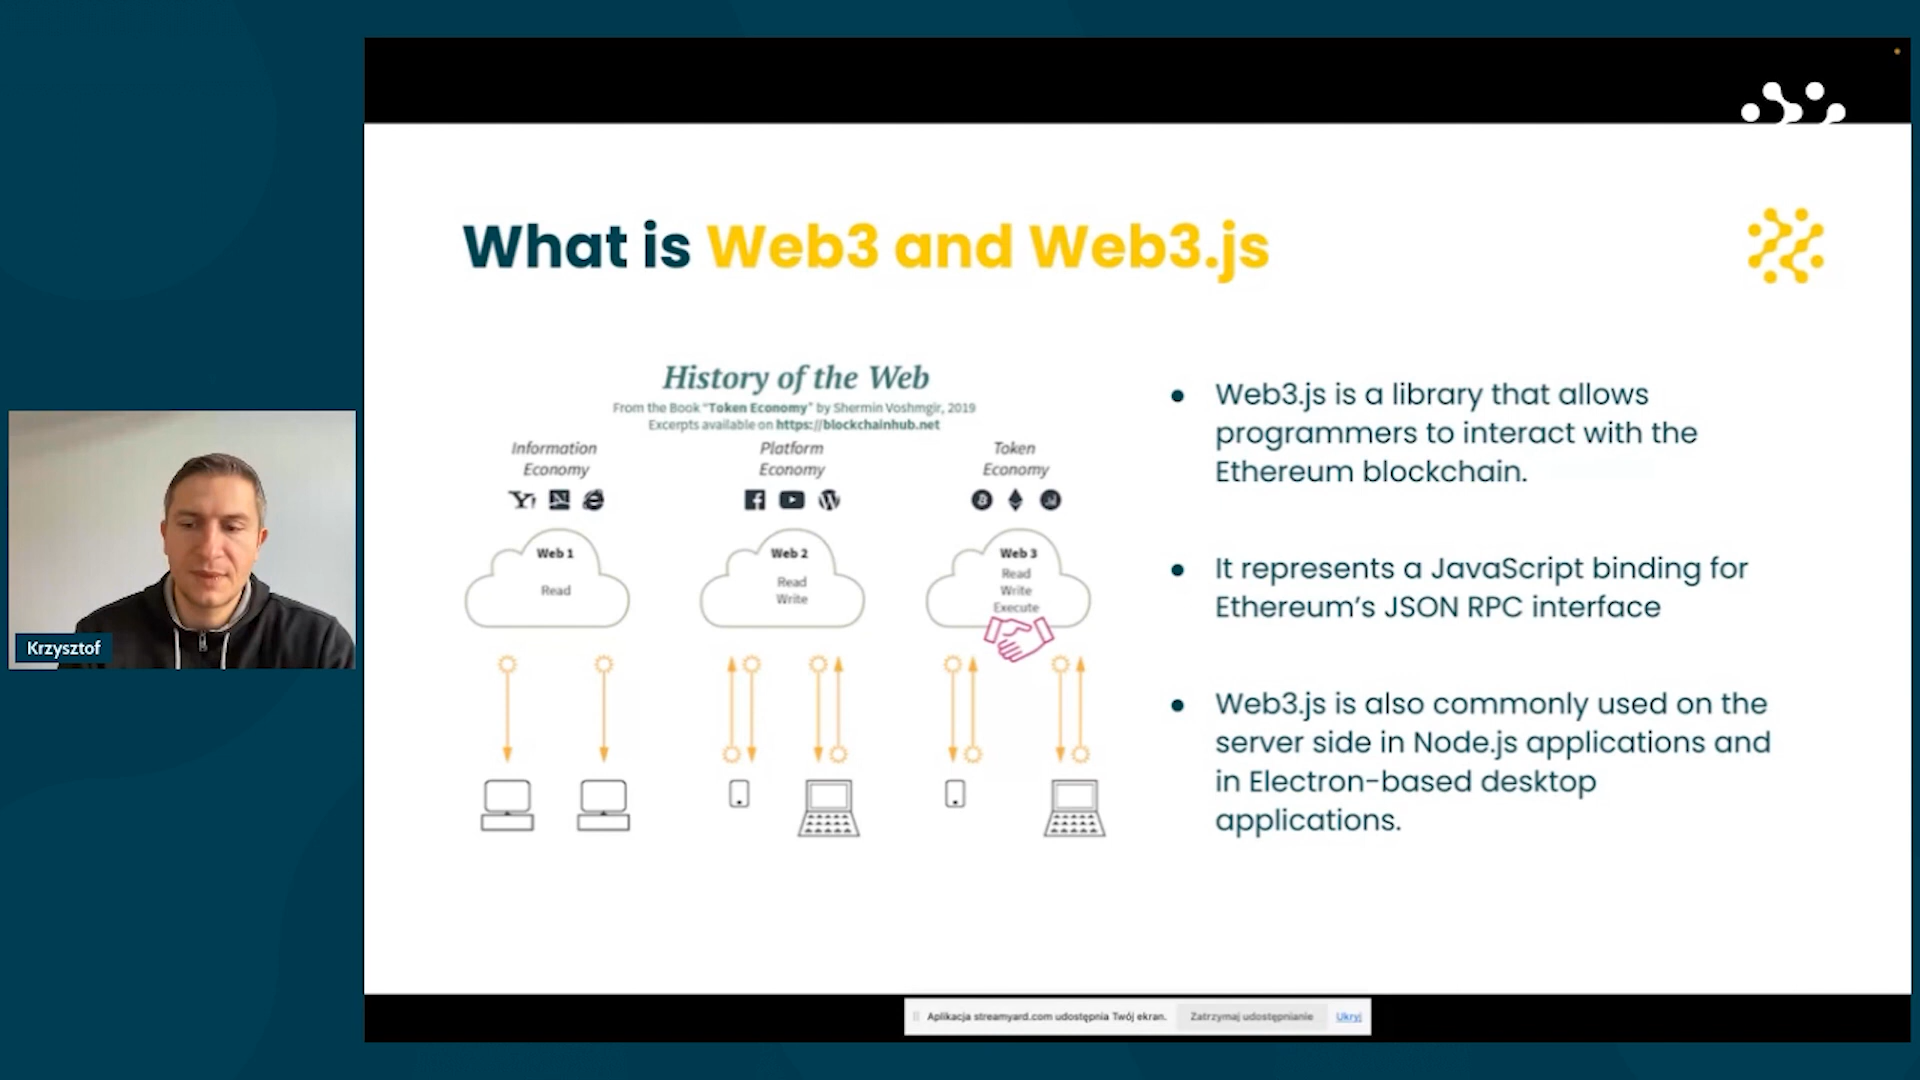 What is Web3 and Web3.js
History of the Web
From the Book “Token Economy” by Shermin Voshmgir, 2019
Excerpts available on https://blockchainhub.net
Information
Economy
Platform
Economy
Token
Economy
Web 1
Read
Web 2
Read
Write
Web 3
Read
Write
Execute
● Web3.js is a library that allows
programmers to interact with the
Ethereum blockchain.
● It represents a JavaScript binding for
Ethereum’s JSON RPC interface
● Web3.js is also commonly used on the
server side in Node.js applications and
in Electron-based desktop
applications.
Krzysztof
Aplikacja streamyard.com udostępnia Twój ekran. Zatrzymaj udostępnianie Ukryj